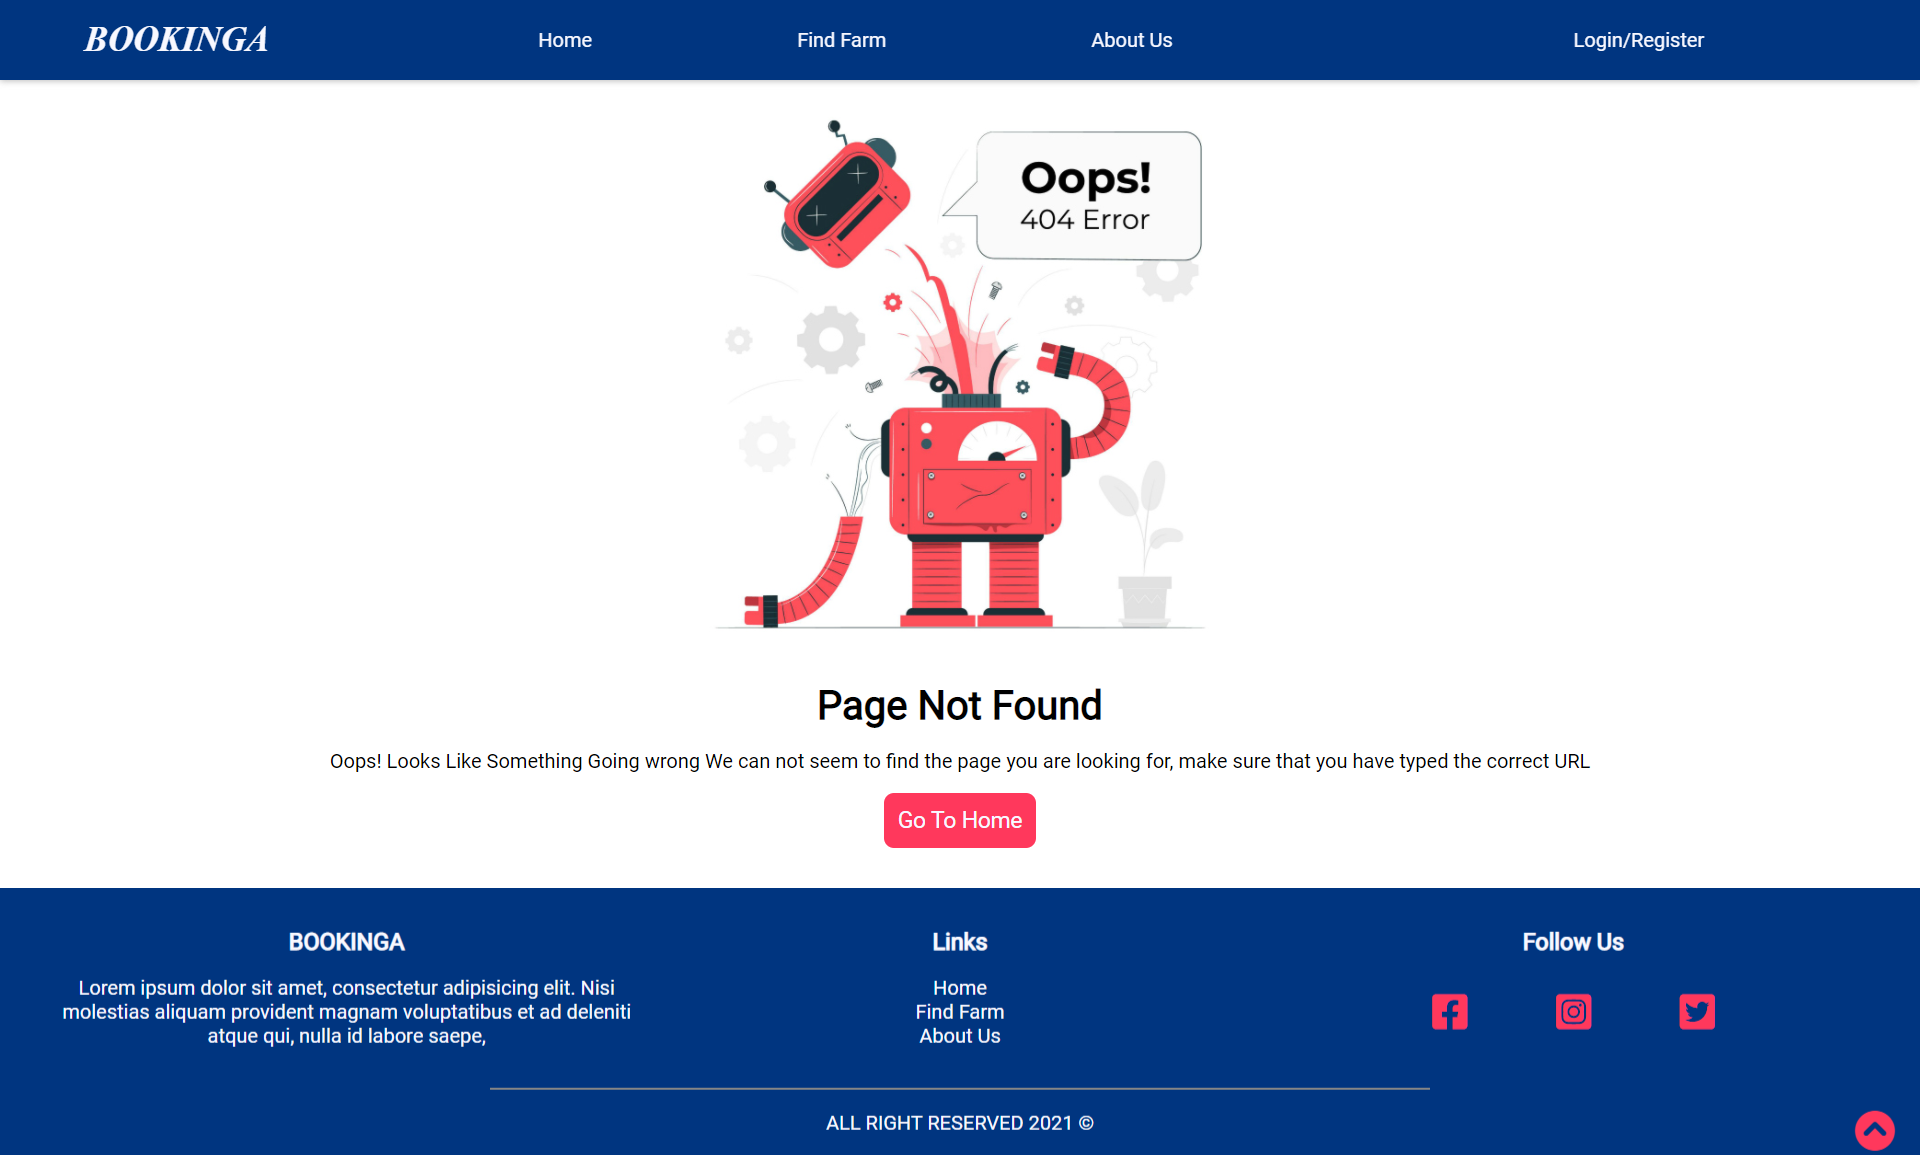 BOOKINGA
Home
Find Farm
About Us
Login/Register
Oops!
404 Error
Page Not Found
Oops! Looks Like Something Going wrong We can not seem to find the page you are looking for, make sure that you have typed the correct URL
Go To Home
BOOKINGA
Lorem ipsum dolor sit amet, consectetur adipisicing elit. Nisi
molestias aliquam provident magnam voluptatibus et ad deleniti
atque qui, nulla id labore saepe,
Links
Home
Find Farm
About Us
Follow Us
ALL RIGHT RESERVED 2021 ©